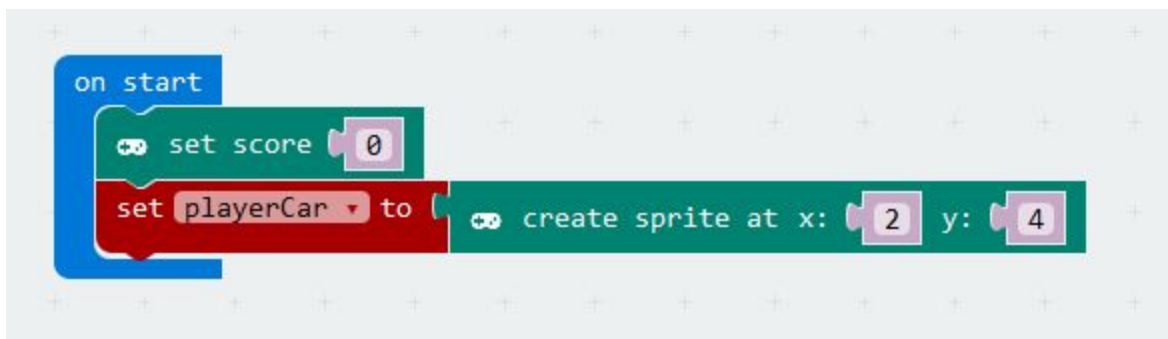 on start
set score 0
set playerCar to create sprite at x: 2 y: 4